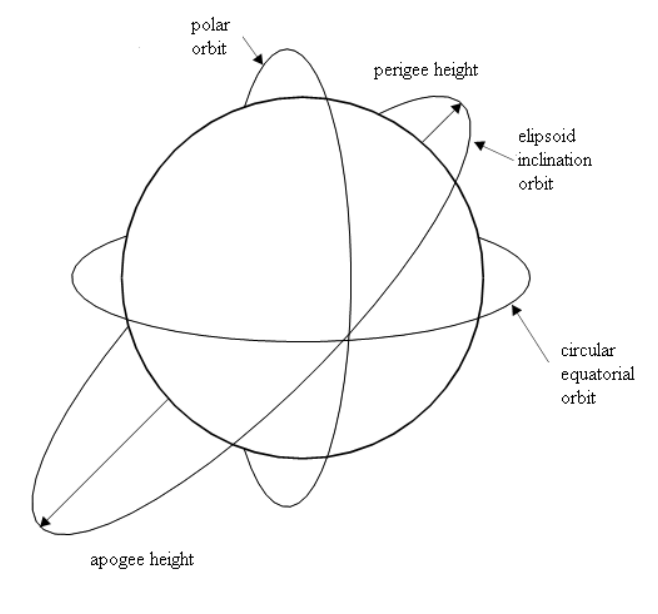 polar
orbit
perigee height
elipsoid
inclination
orbit
circular
equatorial
orbit
apogee height